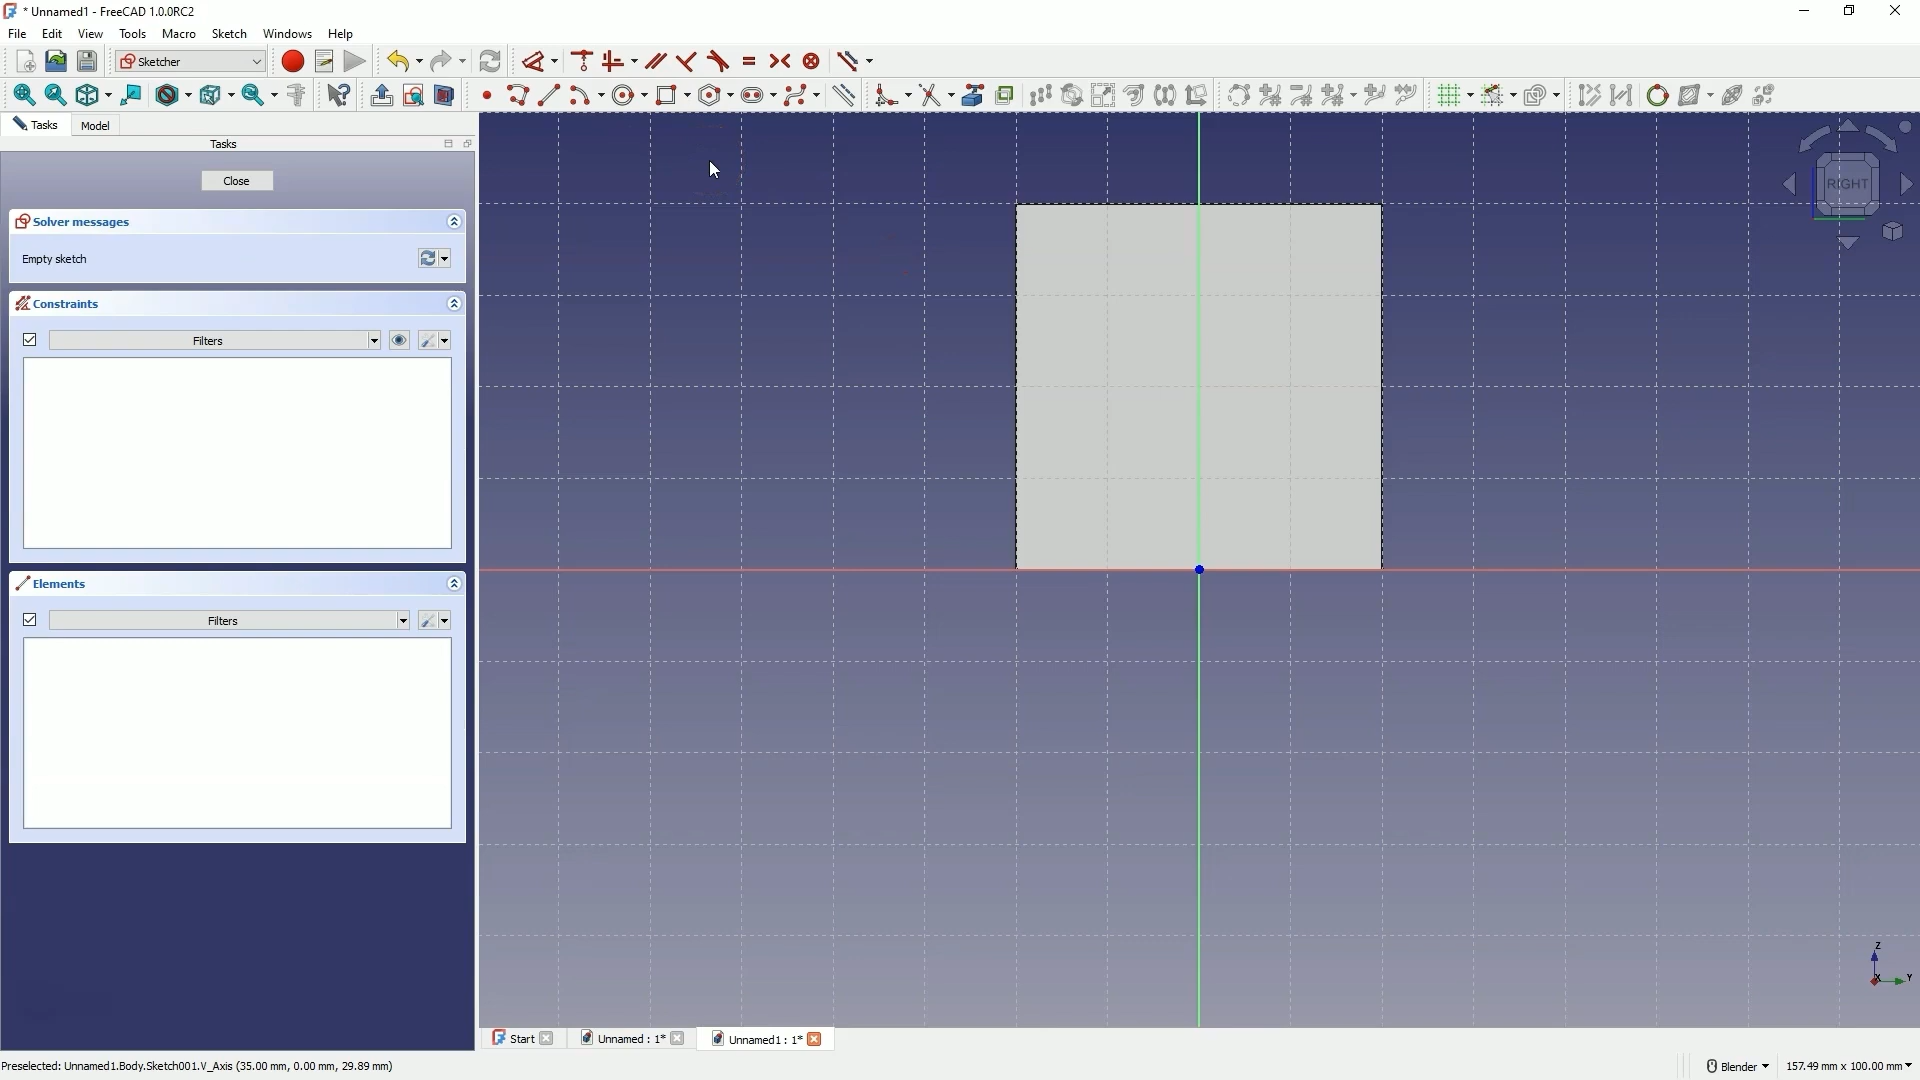 * Unnamed1 - FreeCAD 1.0.0RC2
File Edit View Tools Macro Sketch Windows Help
Sketcher
Tasks Model
Tasks
Close
Solver messages
Empty sketch
Constraints
Filters
Elements
Filters
RIGHT
Z
X Y
Start Unnamed : 1* Unnamed1 : 1*
Preselected: Unnamed1.Body.Sketch001.V_Axis (35.00 mm, 0.00 mm, 29.89 mm) Blender 157.49 mm x 100.00 mm